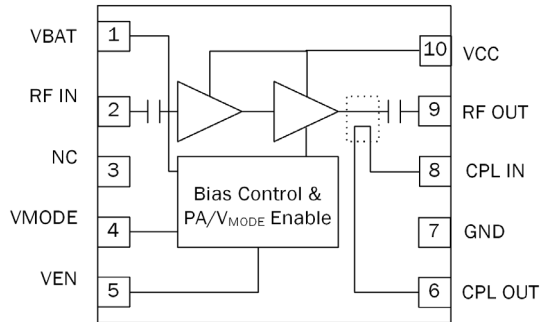 VBAT 1
RF IN 2
NC 3
VMODE 4
VEN 5
Bias Control &
PA/VMODE Enable
10 VCC
9 RF OUT
8 CPL IN
7 GND
6 CPL OUT